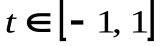 t ∈ [- 1, 1]